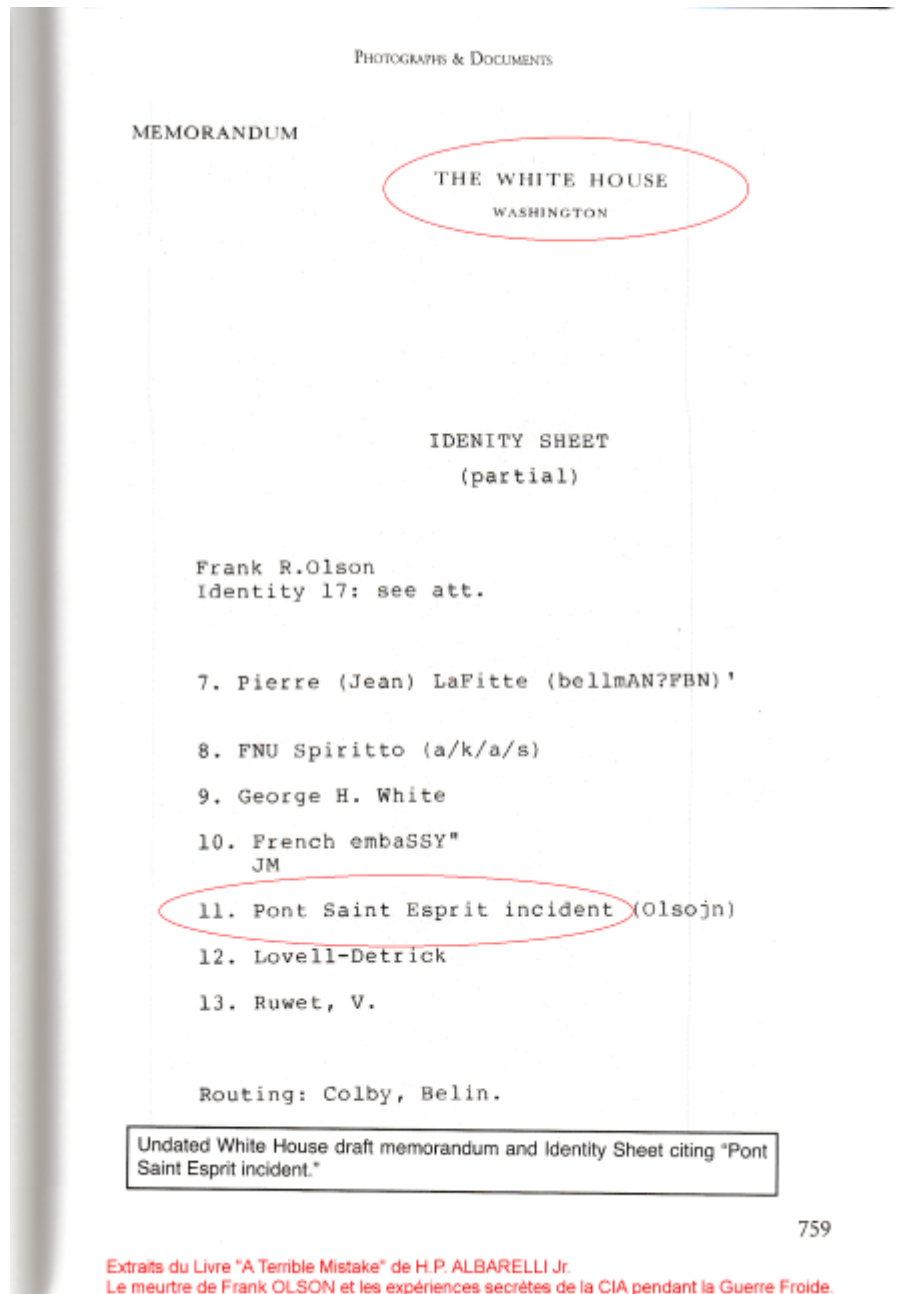 PHOTOGRAPHS & DOCUMENTS
MEMORANDUM
THE WHITE HOUSE
WASHINGTON
IDENITY SHEET
(partial)
Frank R.Olson
Identity 17: see att.
7. Pierre (Jean) LaFitte (bellmAN?FBN)'
8. FNU Spiritto (a/k/a/s)
9. George H. White
10. French embaSSY"
JM
11. Pont Saint Esprit incident (Olsojn)
12. Lovell-Detrick
13. Ruwet, V.
Routing: Colby, Belin.
Undated White House draft memorandum and Identity Sheet citing “Pont
Saint Esprit incident.”
759
Extraits du Livre "A Terrible Mistake" de H.P. ALBARELLI Jr.
Le meurtre de Frank OLSON et les expériences secrétes de la CIA pendant la Guerre Froide.